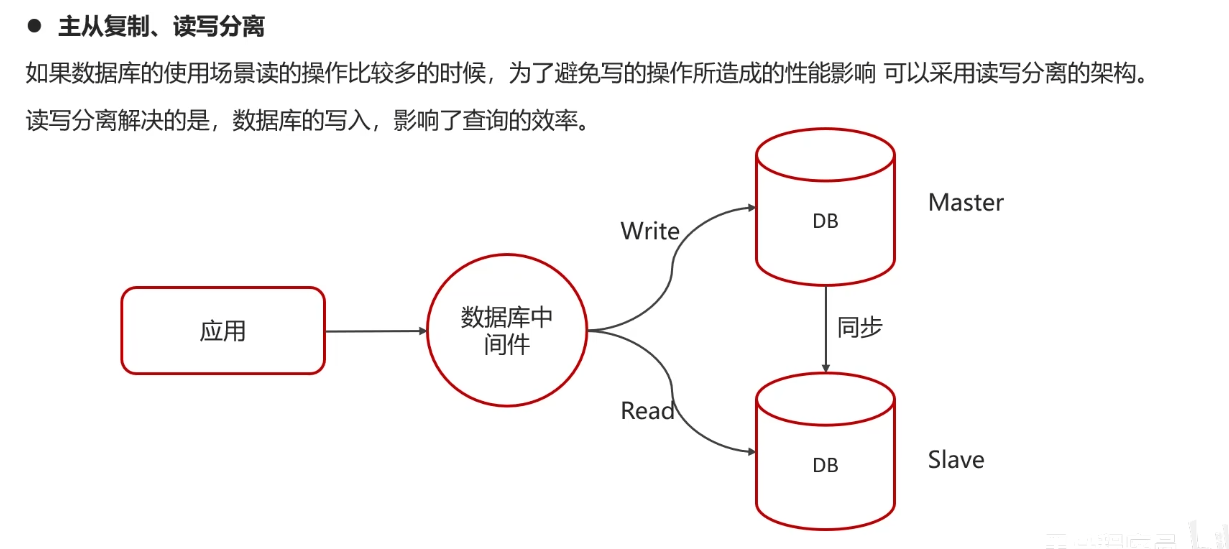 ● 主从复制、读写分离
如果数据库的使用场景读的操作比较多的时候，为了避免写的操作所造成的性能影响 可以采用读写分离的架构。
读写分离解决的是，数据库的写入，影响了查询的效率。
DB
Master
Write
应用
数据库中
间件
同步
Read
DB
Slave